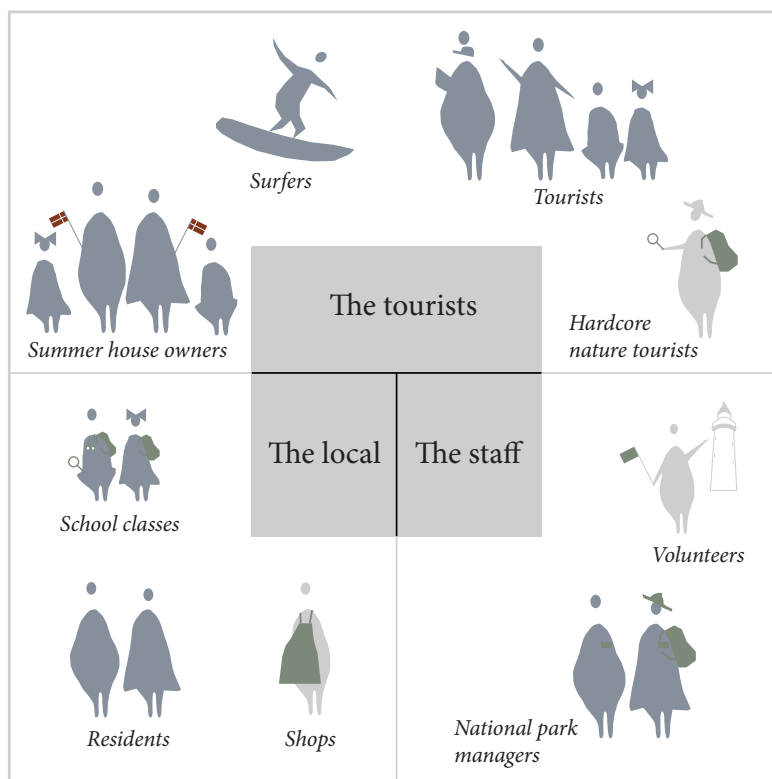 Surfers
Tourists
Summer house owners
The tourists
Hardcore
nature tourists
School classes
The local
The staff
Volunteers
Residents
Shops
National park
managers